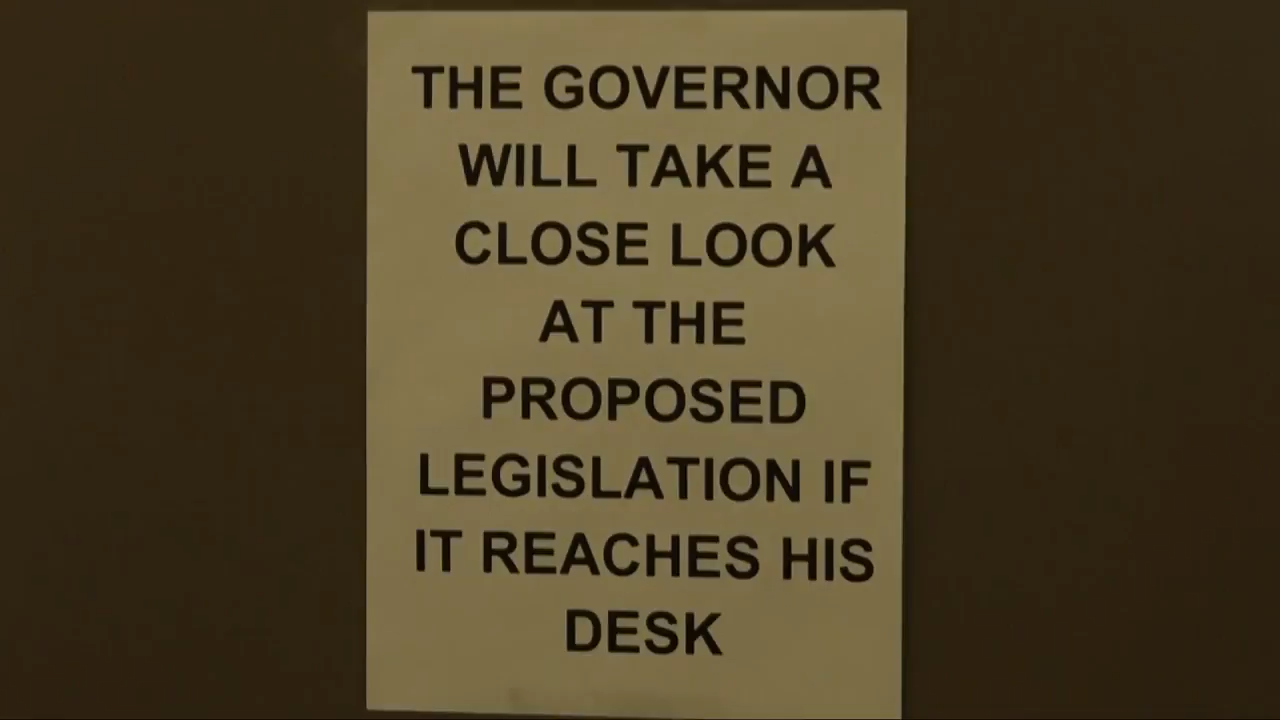 THE GOVERNOR
WILL TAKE A
CLOSE LOOK
AT THE
PROPOSED
LEGISLATION IF
IT REACHES HIS
DESK